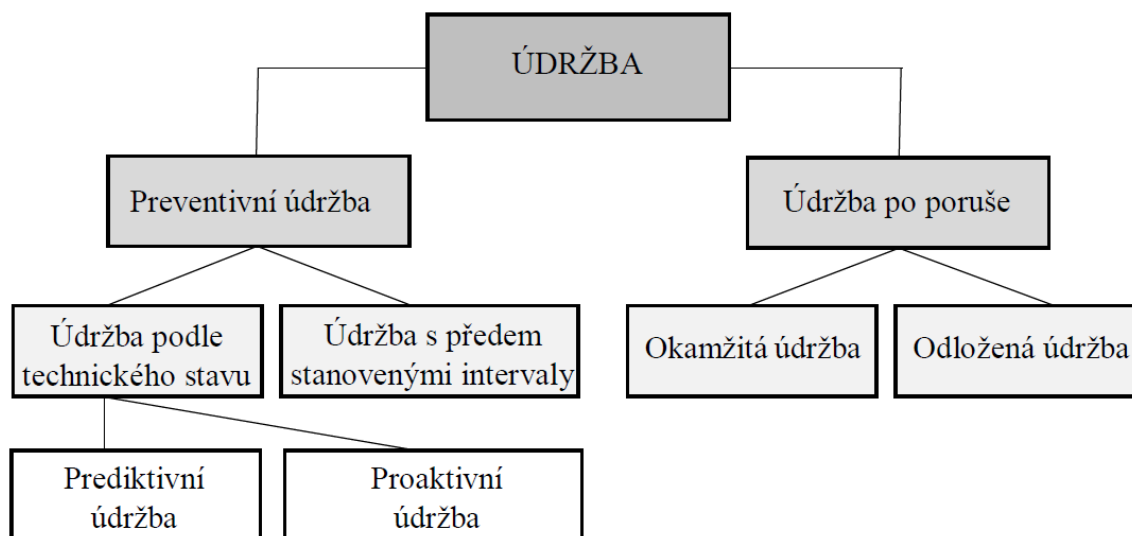 ÚDRŽBA
Preventivní údržba
Údržba po poruše
Údržba podle
technického stavu
Údržba s předem
stanovenými intervaly
Okamžitá údržba
Odložená údržba
Prediktivní
údržba
Proaktivní
údržba